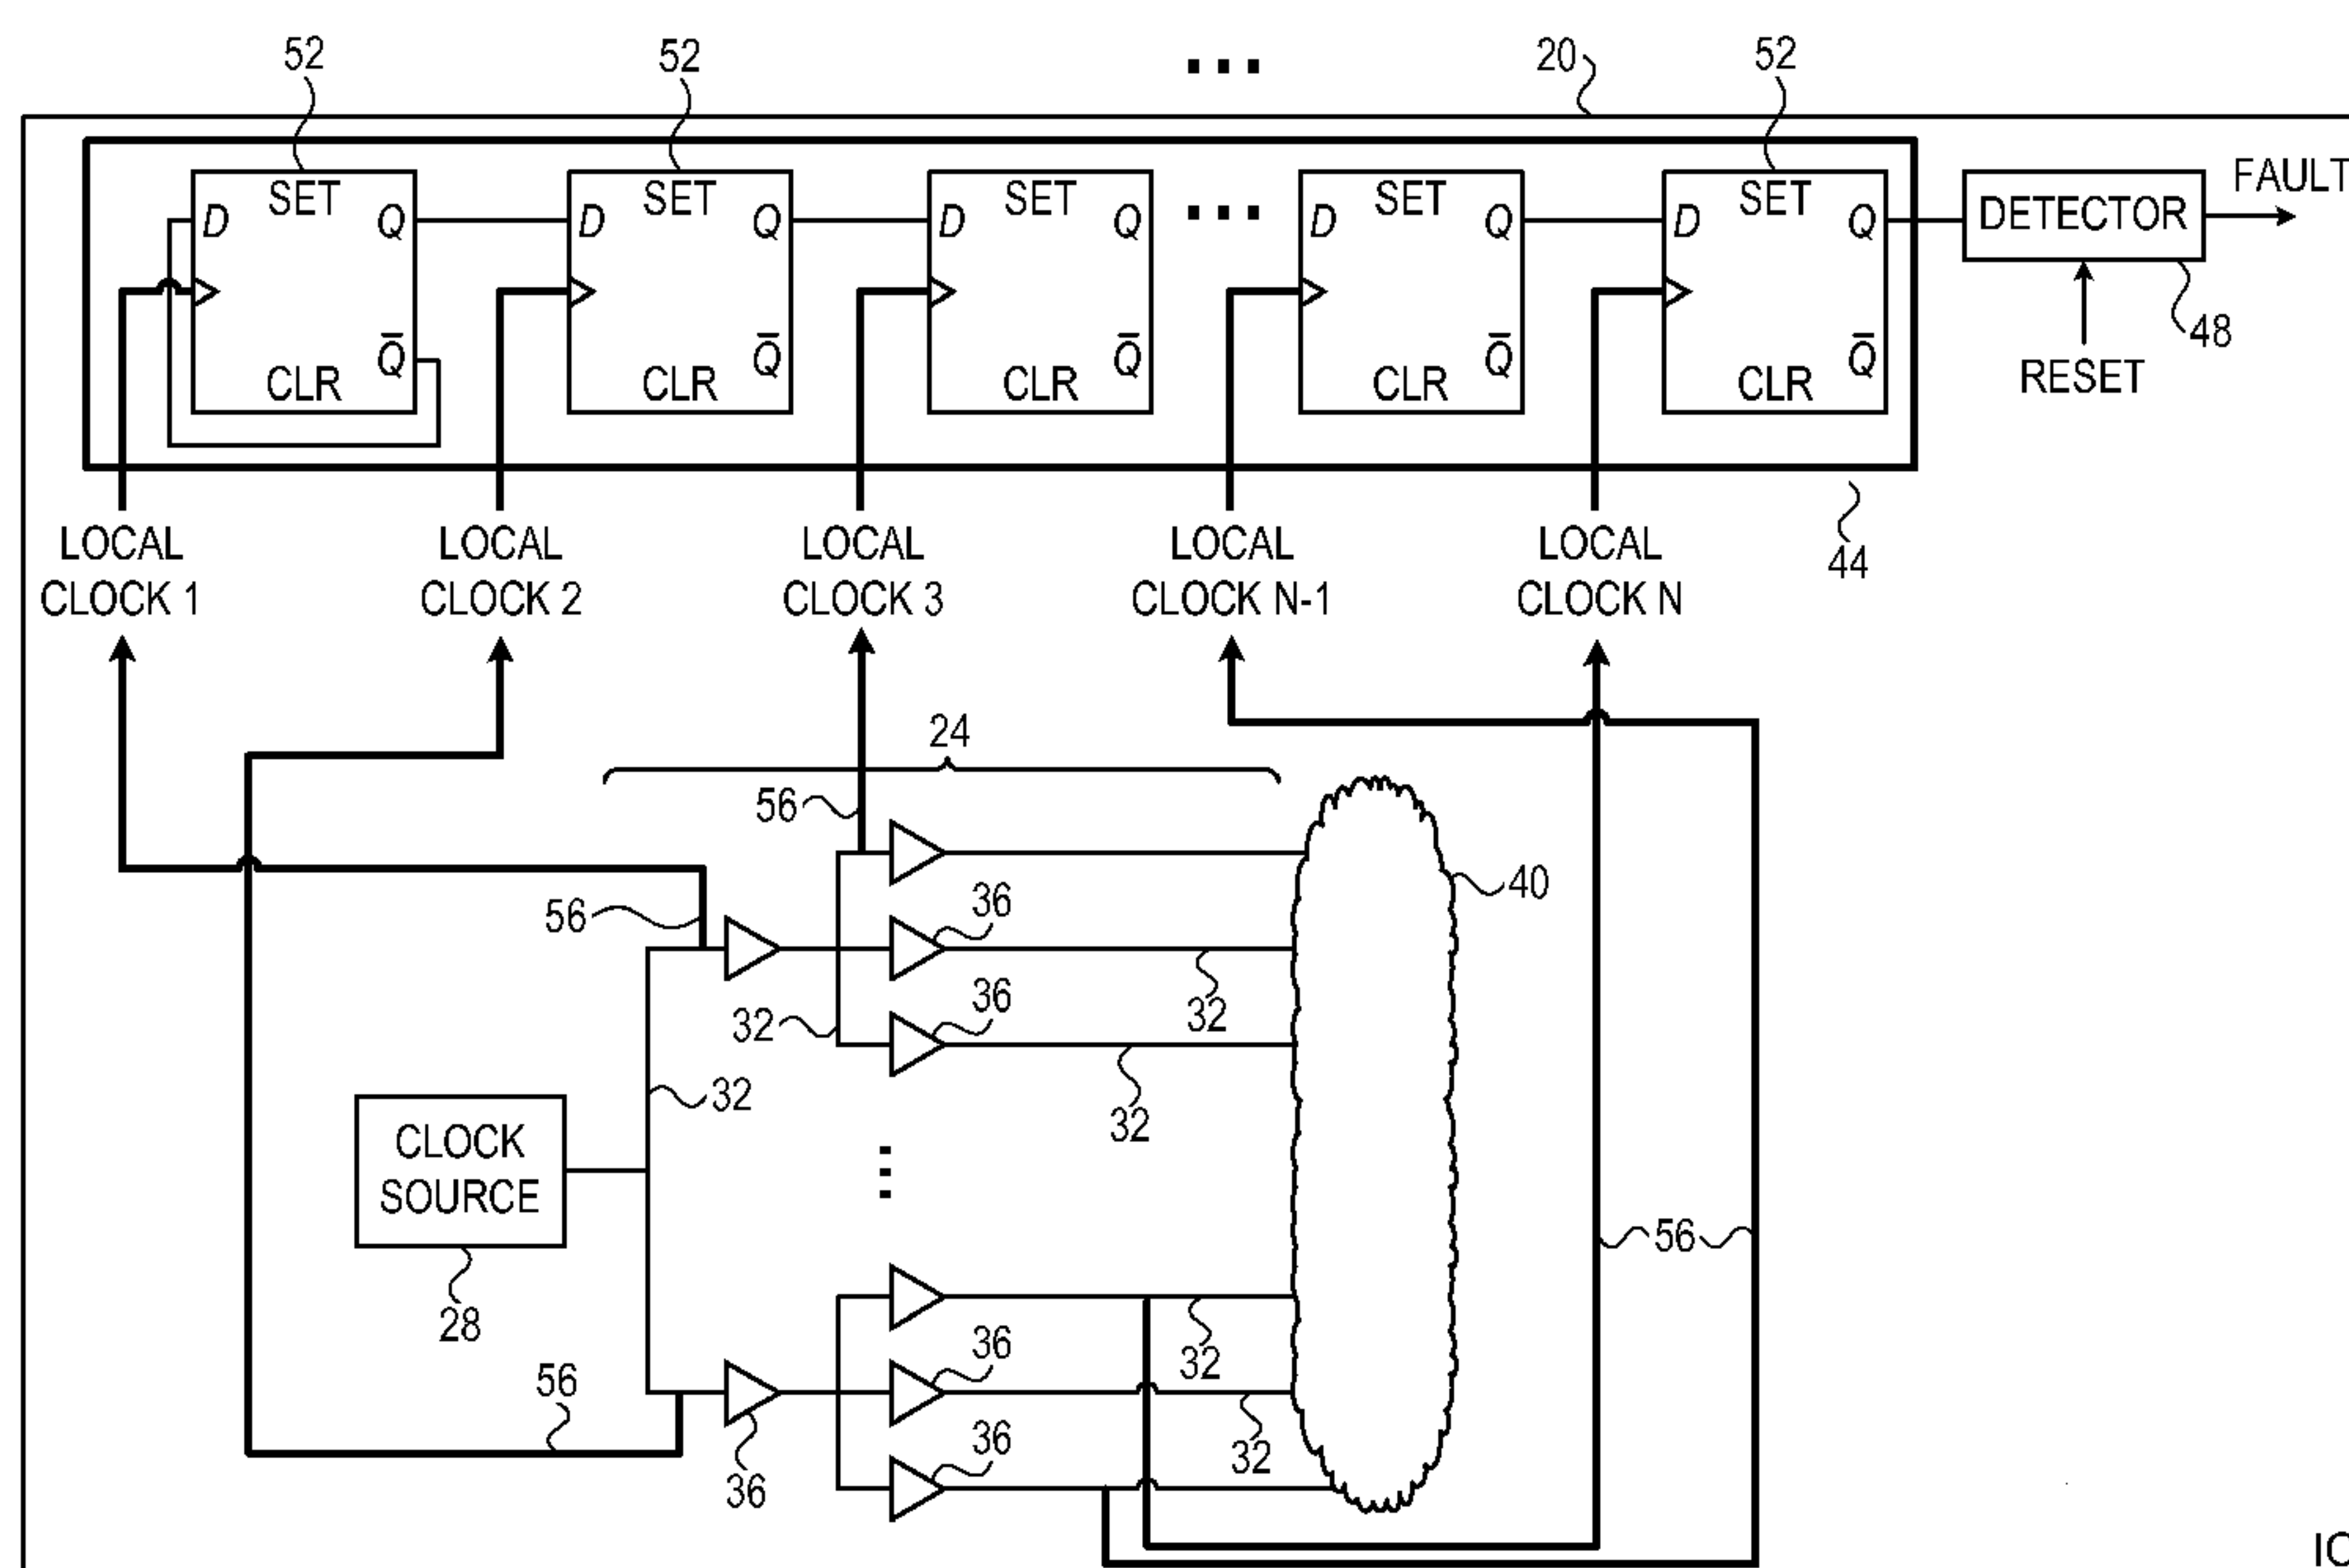 52
52
...
20
52
SET
SET
SET
SET
SET
D
Q
D
Q
D
Q
...
D
Q
D
Q
DETECTOR
FAULT
Q̅
Q̅
Q̅
Q̅
Q̅
CLR
CLR
CLR
CLR
CLR
RESET
48
44
LOCAL
CLOCK 1
LOCAL
CLOCK 2
LOCAL
CLOCK 3
LOCAL
CLOCK N-1
LOCAL
CLOCK N
24
56
56
36
40
36
32
32
32
32
CLOCK
SOURCE
28
56
32
36
56
36
32
36
36
IC